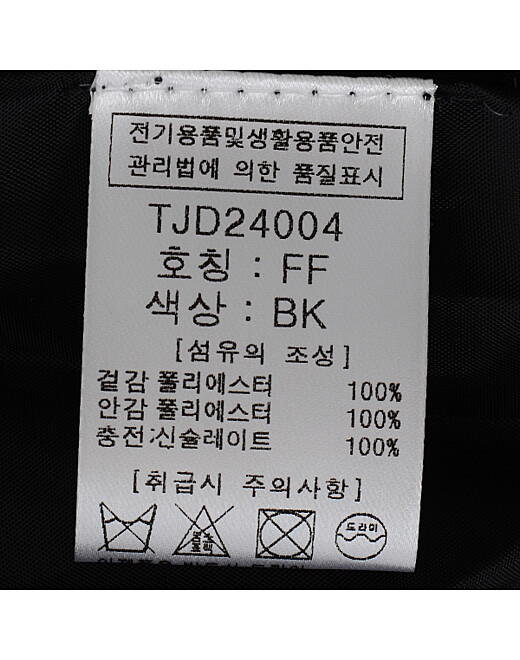 전기용품및생활용품안전
관리법에 의한 품질표시
TJD24004
호칭 : FF
색상 : BK
[섬유의 조성]
겉감 폴리에스터 100%
안감 폴리에스터 100%
충전:신슐레이트 100%
[취급시 주의사항]
드라이